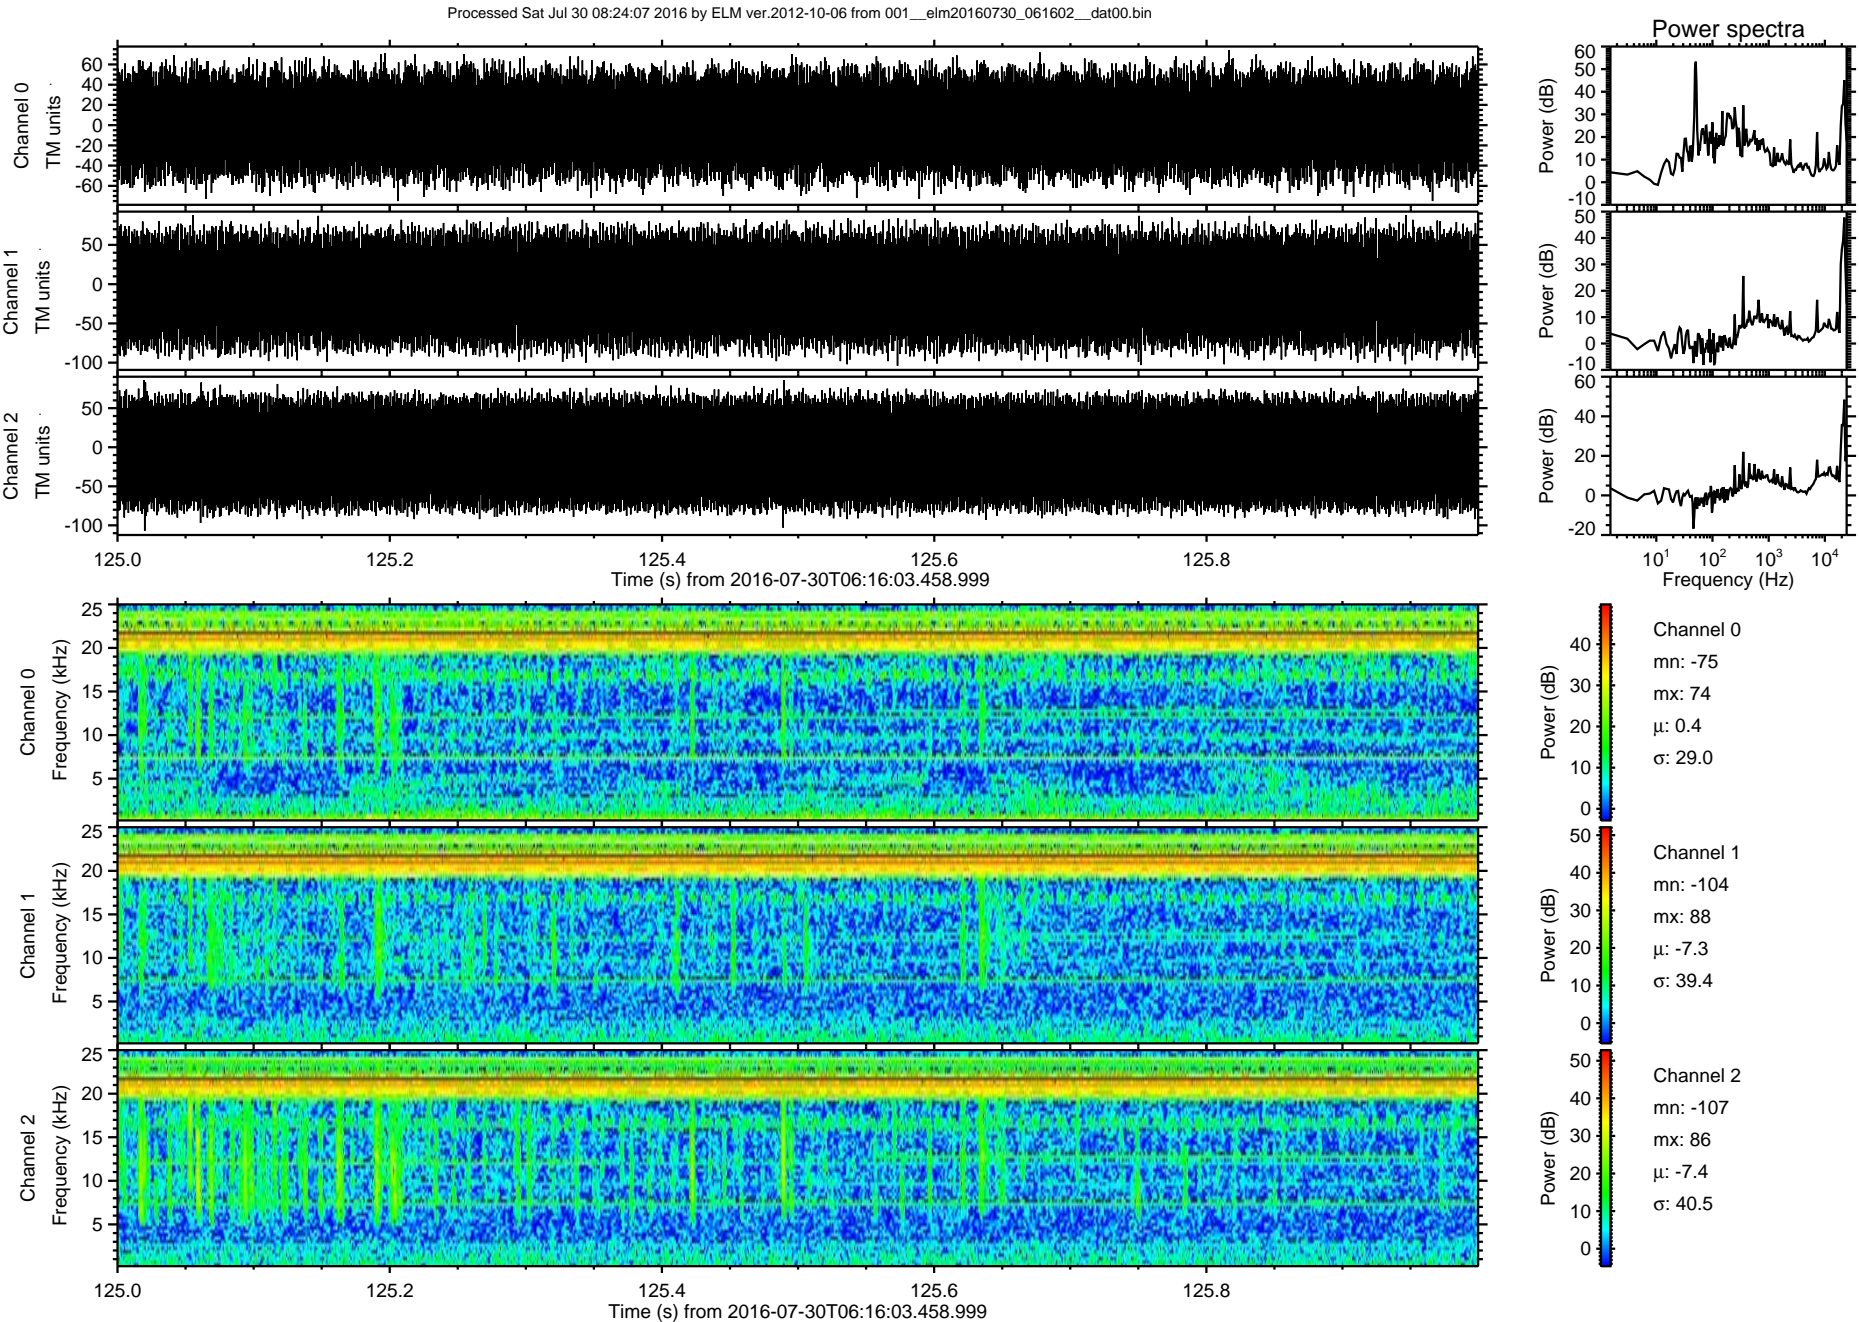 Processed Sat Jul 30 08:24:07 2016 by ELM ver.2012-10-06 from 001__elm20160730_061602__dat00.bin
Power spectra
Channel 0
TM units
60
40
20
0
-20
-40
-60
Power (dB)
60
50
40
30
20
10
0
-10
Channel 1
TM units
50
0
-50
-100
Power (dB)
50
40
30
20
10
0
-10
Channel 2
TM units
50
0
-50
-100
Power (dB)
60
40
20
0
-20
125.0 125.2 125.4 125.6 125.8
Time (s) from 2016-07-30T06:16:03.458.999
10^1 10^2 10^3 10^4
Frequency (Hz)
Channel 0
Frequency (kHz)
25
20
15
10
5
Power (dB)
40
30
20
10
0
Channel 0
mn: -75
mx: 74
μ: 0.4
σ: 29.0
Channel 1
Frequency (kHz)
25
20
15
10
5
Power (dB)
50
40
30
20
10
0
Channel 1
mn: -104
mx: 88
μ: -7.3
σ: 39.4
Channel 2
Frequency (kHz)
25
20
15
10
5
Power (dB)
50
40
30
20
10
0
Channel 2
mn: -107
mx: 86
μ: -7.4
σ: 40.5
125.0 125.2 125.4 125.6 125.8
Time (s) from 2016-07-30T06:16:03.458.999